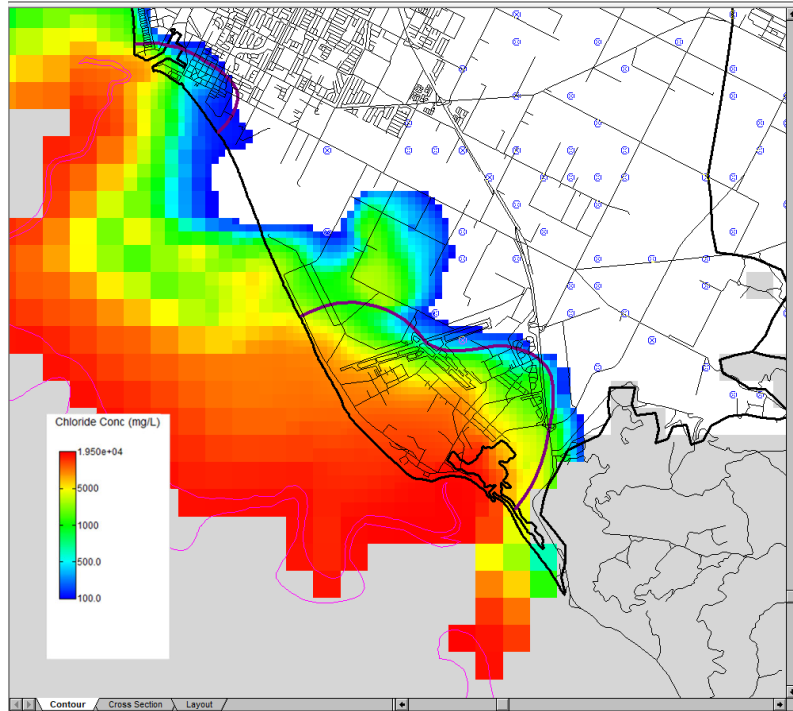 Chloride Conc (mg/L)
1.950e+04
5000
1000
500.0
100.0
Contour
Cross Section
Layout